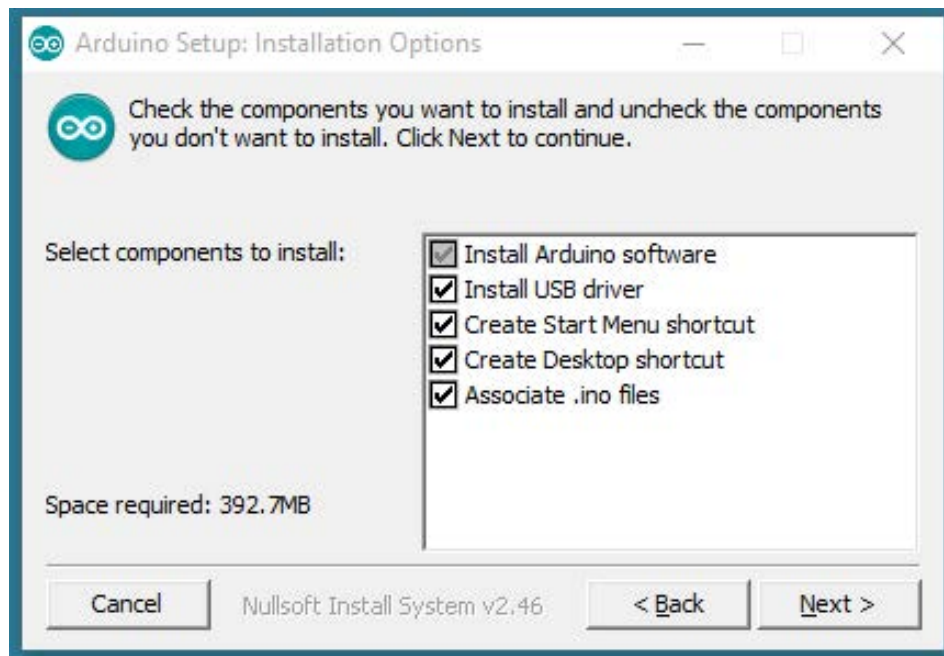 Arduino Setup: Installation Options
Check the components you want to install and uncheck the components
you don't want to install. Click Next to continue.
Select components to install:
Install Arduino software
Install USB driver
Create Start Menu shortcut
Create Desktop shortcut
Associate .ino files
Space required: 392.7MB
Cancel
Nullsoft Install System v2.46
< Back
Next >